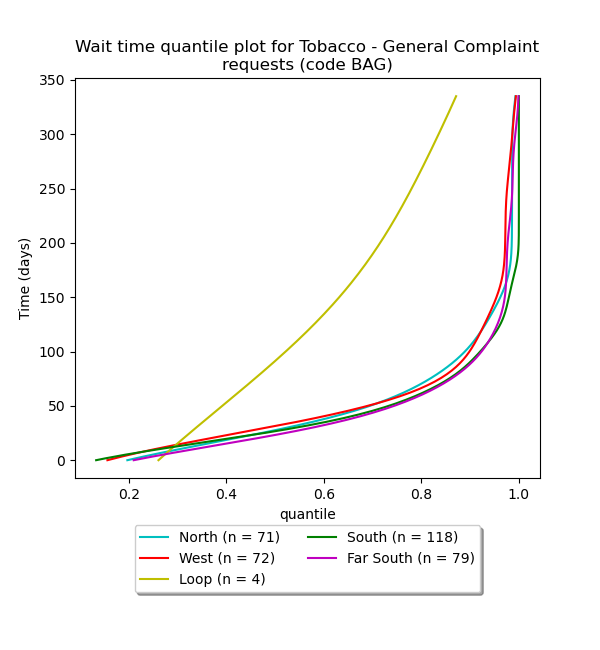 Wait time quantile plot for Tobacco - General Complaint
requests (code BAG)
350
300
250
200
150
100
50
0
Time (days)
0.2 0.4 0.6 0.8 1.0
quantile
North (n = 71)
West (n = 72)
Loop (n = 4)
South (n = 118)
Far South (n = 79)